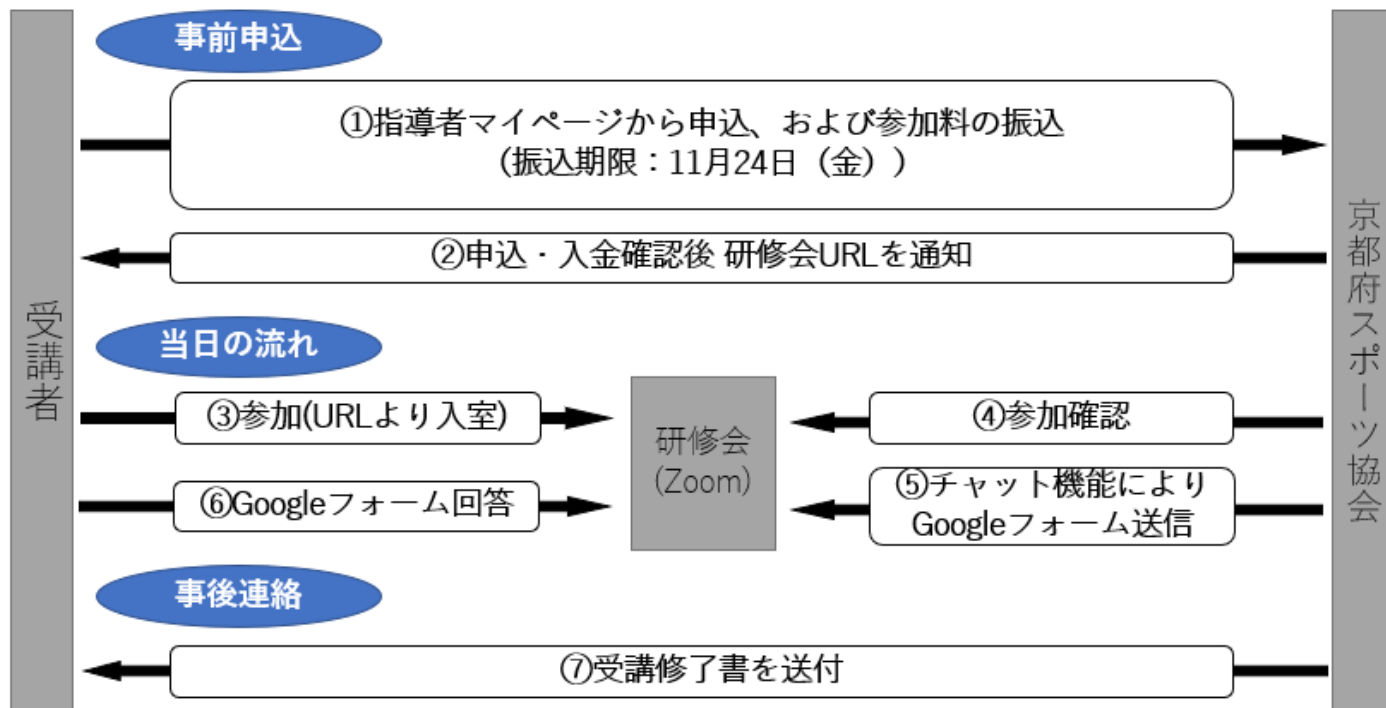 事前申込
①指導者マイページから申込、および参加料の振込
(振込期限：11月24日（金）)
②申込・入金確認後 研修会URLを通知
受講者
京都府スポーツ協会
当日の流れ
③参加(URLより入室)
研修会
(Zoom)
④参加確認
⑥Googleフォーム回答
⑤チャット機能により
Googleフォーム送信
事後連絡
⑦受講修了書を送付